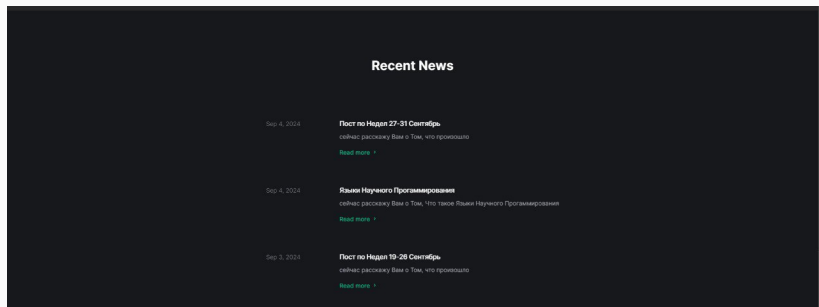 Recent News
Sep 4, 2024
Пост по Недел 27-31 Сентябрь
сейчас расскажу Вам о Том, что произошло
Read more ›
Sep 4, 2024
Языки Научного Прогаммирования
сейчас расскажу Вам о Том, Что такое Языки Научного Прогаммирования
Read more ›
Sep 3, 2024
Пост по Недел 19-26 Сентябрь
сейчас расскажу Вам о Том, что произошло
Read more ›